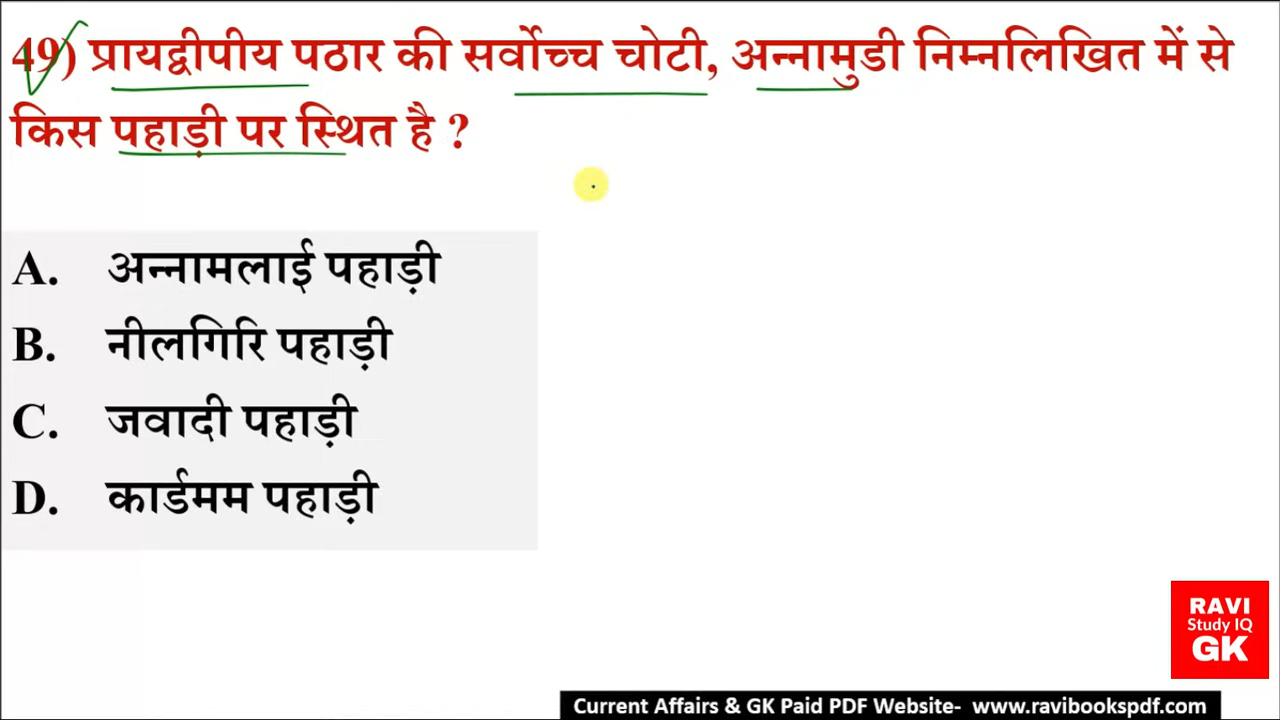 49) प्रायद्वीपीय पठार की सर्वोच्च चोटी, अन्नामुडी निम्नलिखित में से
किस पहाड़ी पर स्थित है ?
A. अन्नामलाई पहाड़ी
B. नीलगिरि पहाड़ी
C. जवादी पहाड़ी
D. कार्डमम पहाड़ी
RAVI
Study IQ
GK
Current Affairs & GK Paid PDF Website- www.ravibookspdf.com